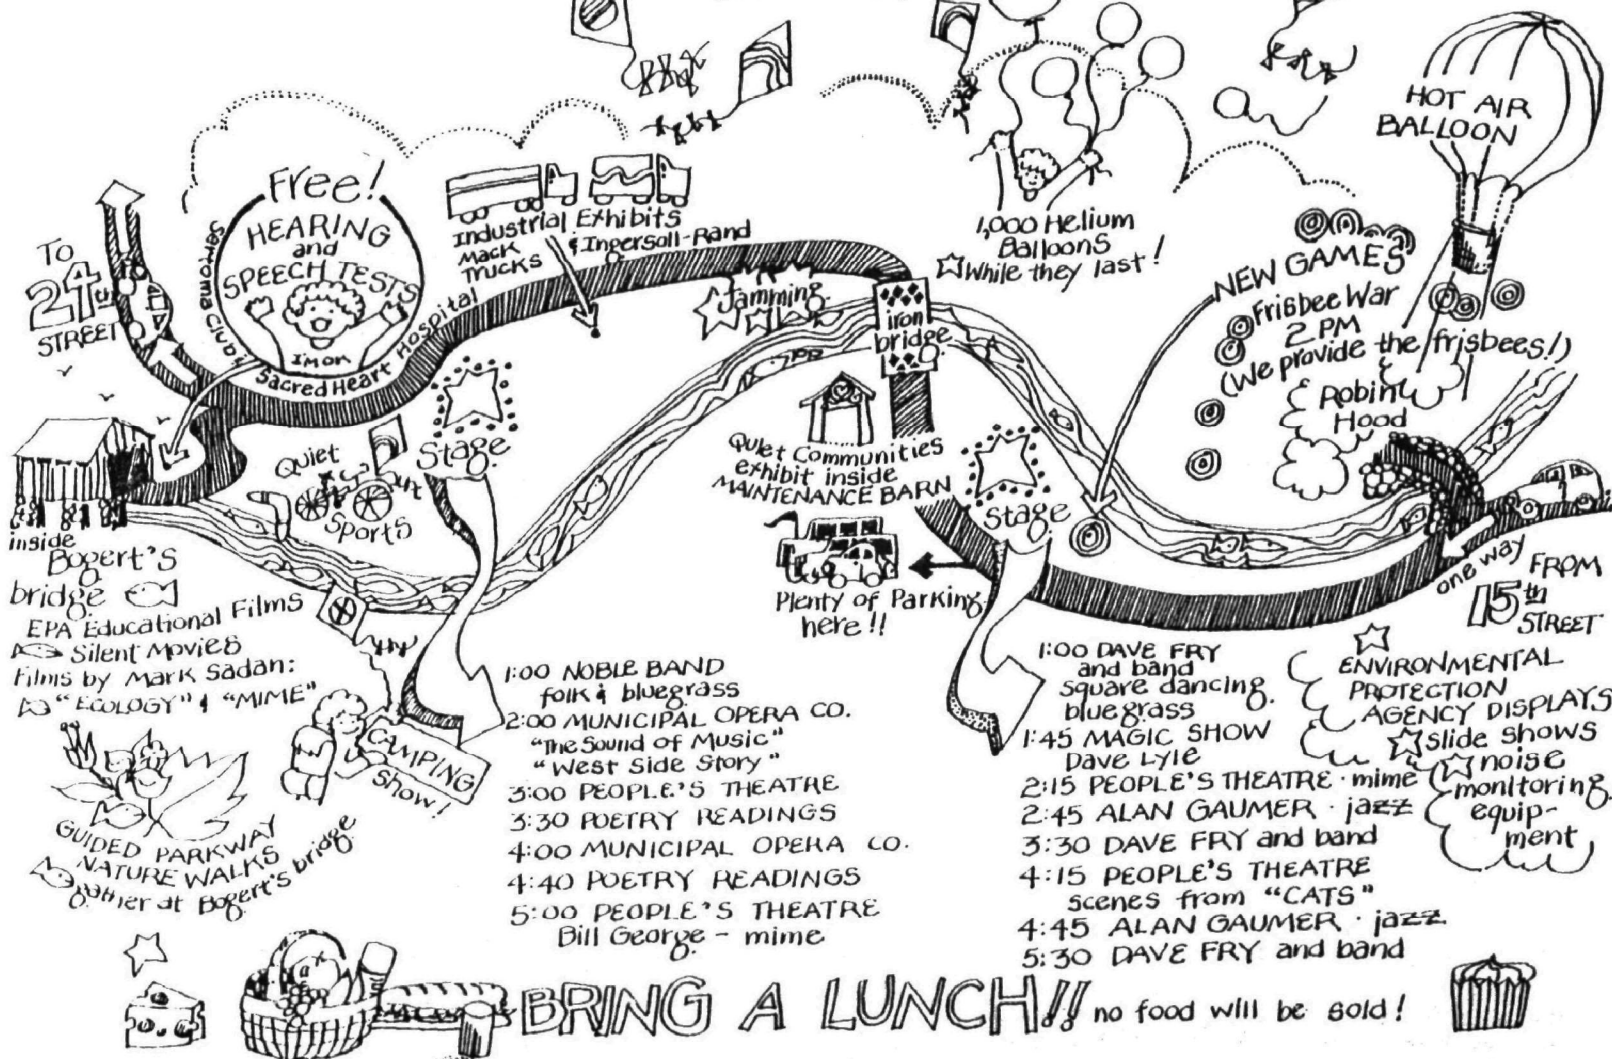 TO
24th
STREET
Free!
HEARING
and
SPEECH TESTS
I'm OK
Sacred Heart Hospital
Industrial Exhibits
Mack Trucks & Ingersoll-Rand
Jamming
iron
bridge
1,000 Helium
Balloons
While they last!
HOT AIR
BALLOON
NEW GAMES
Frisbee War
2 PM
(We provide the frisbees!)
Robin
Hood
Quiet
Sports
Stage
Quiet Communities
exhibit inside
MAINTENANCE BARN
Stage
Plenty of Parking
here!!
one way
FROM
15th
STREET
inside
Bogert's
bridge
EPA Educational Films
Silent Movies
Films by Mark Sadan:
"ECOLOGY" & "MIME"
CAMPING
Show!
GUIDED PARKWAY
NATURE WALKS
gather at Bogert's bridge
1:00 NOBLE BAND
folk & bluegrass
2:00 MUNICIPAL OPERA CO.
"The Sound of Music"
"West Side Story"
3:00 PEOPLE'S THEATRE
3:30 POETRY READINGS
4:00 MUNICIPAL OPERA CO.
4:40 POETRY READINGS
5:00 PEOPLE'S THEATRE
Bill George - mime
1:00 DAVE FRY
and band
square dancing
bluegrass
1:45 MAGIC SHOW
Dave Lyle
2:15 PEOPLE'S THEATRE · mime
2:45 ALAN GAUMER · jazz
3:30 DAVE FRY and band
4:15 PEOPLE'S THEATRE
scenes from "CATS"
4:45 ALAN GAUMER · jazz
5:30 DAVE FRY and band
ENVIRONMENTAL
PROTECTION
AGENCY DISPLAYS
slide shows
noise
monitoring
equip-
ment
BRING A LUNCH!! no food will be sold!